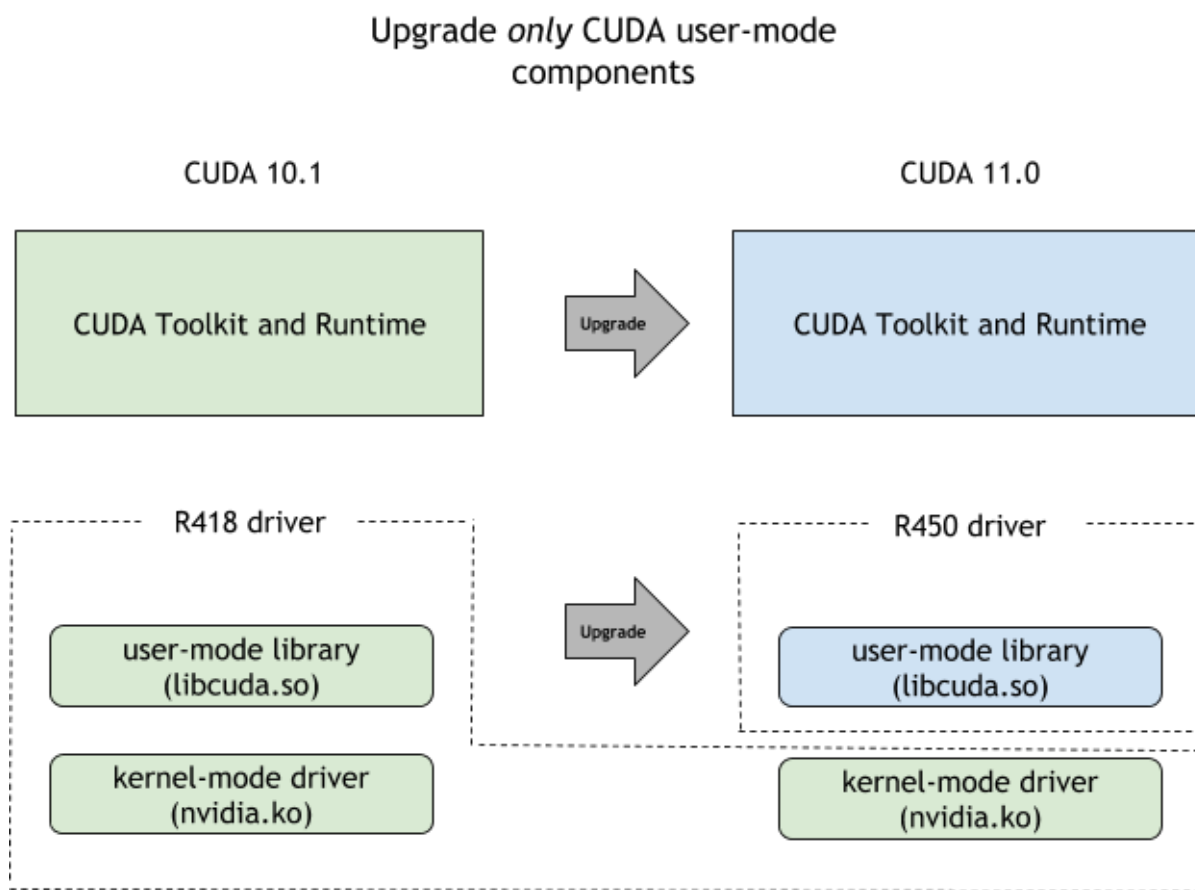 Upgrade only CUDA user-mode
components
CUDA 10.1
CUDA 11.0
CUDA Toolkit and Runtime
Upgrade
CUDA Toolkit and Runtime
R418 driver
R450 driver
user-mode library
(libcuda.so)
Upgrade
user-mode library
(libcuda.so)
kernel-mode driver
(nvidia.ko)
kernel-mode driver
(nvidia.ko)